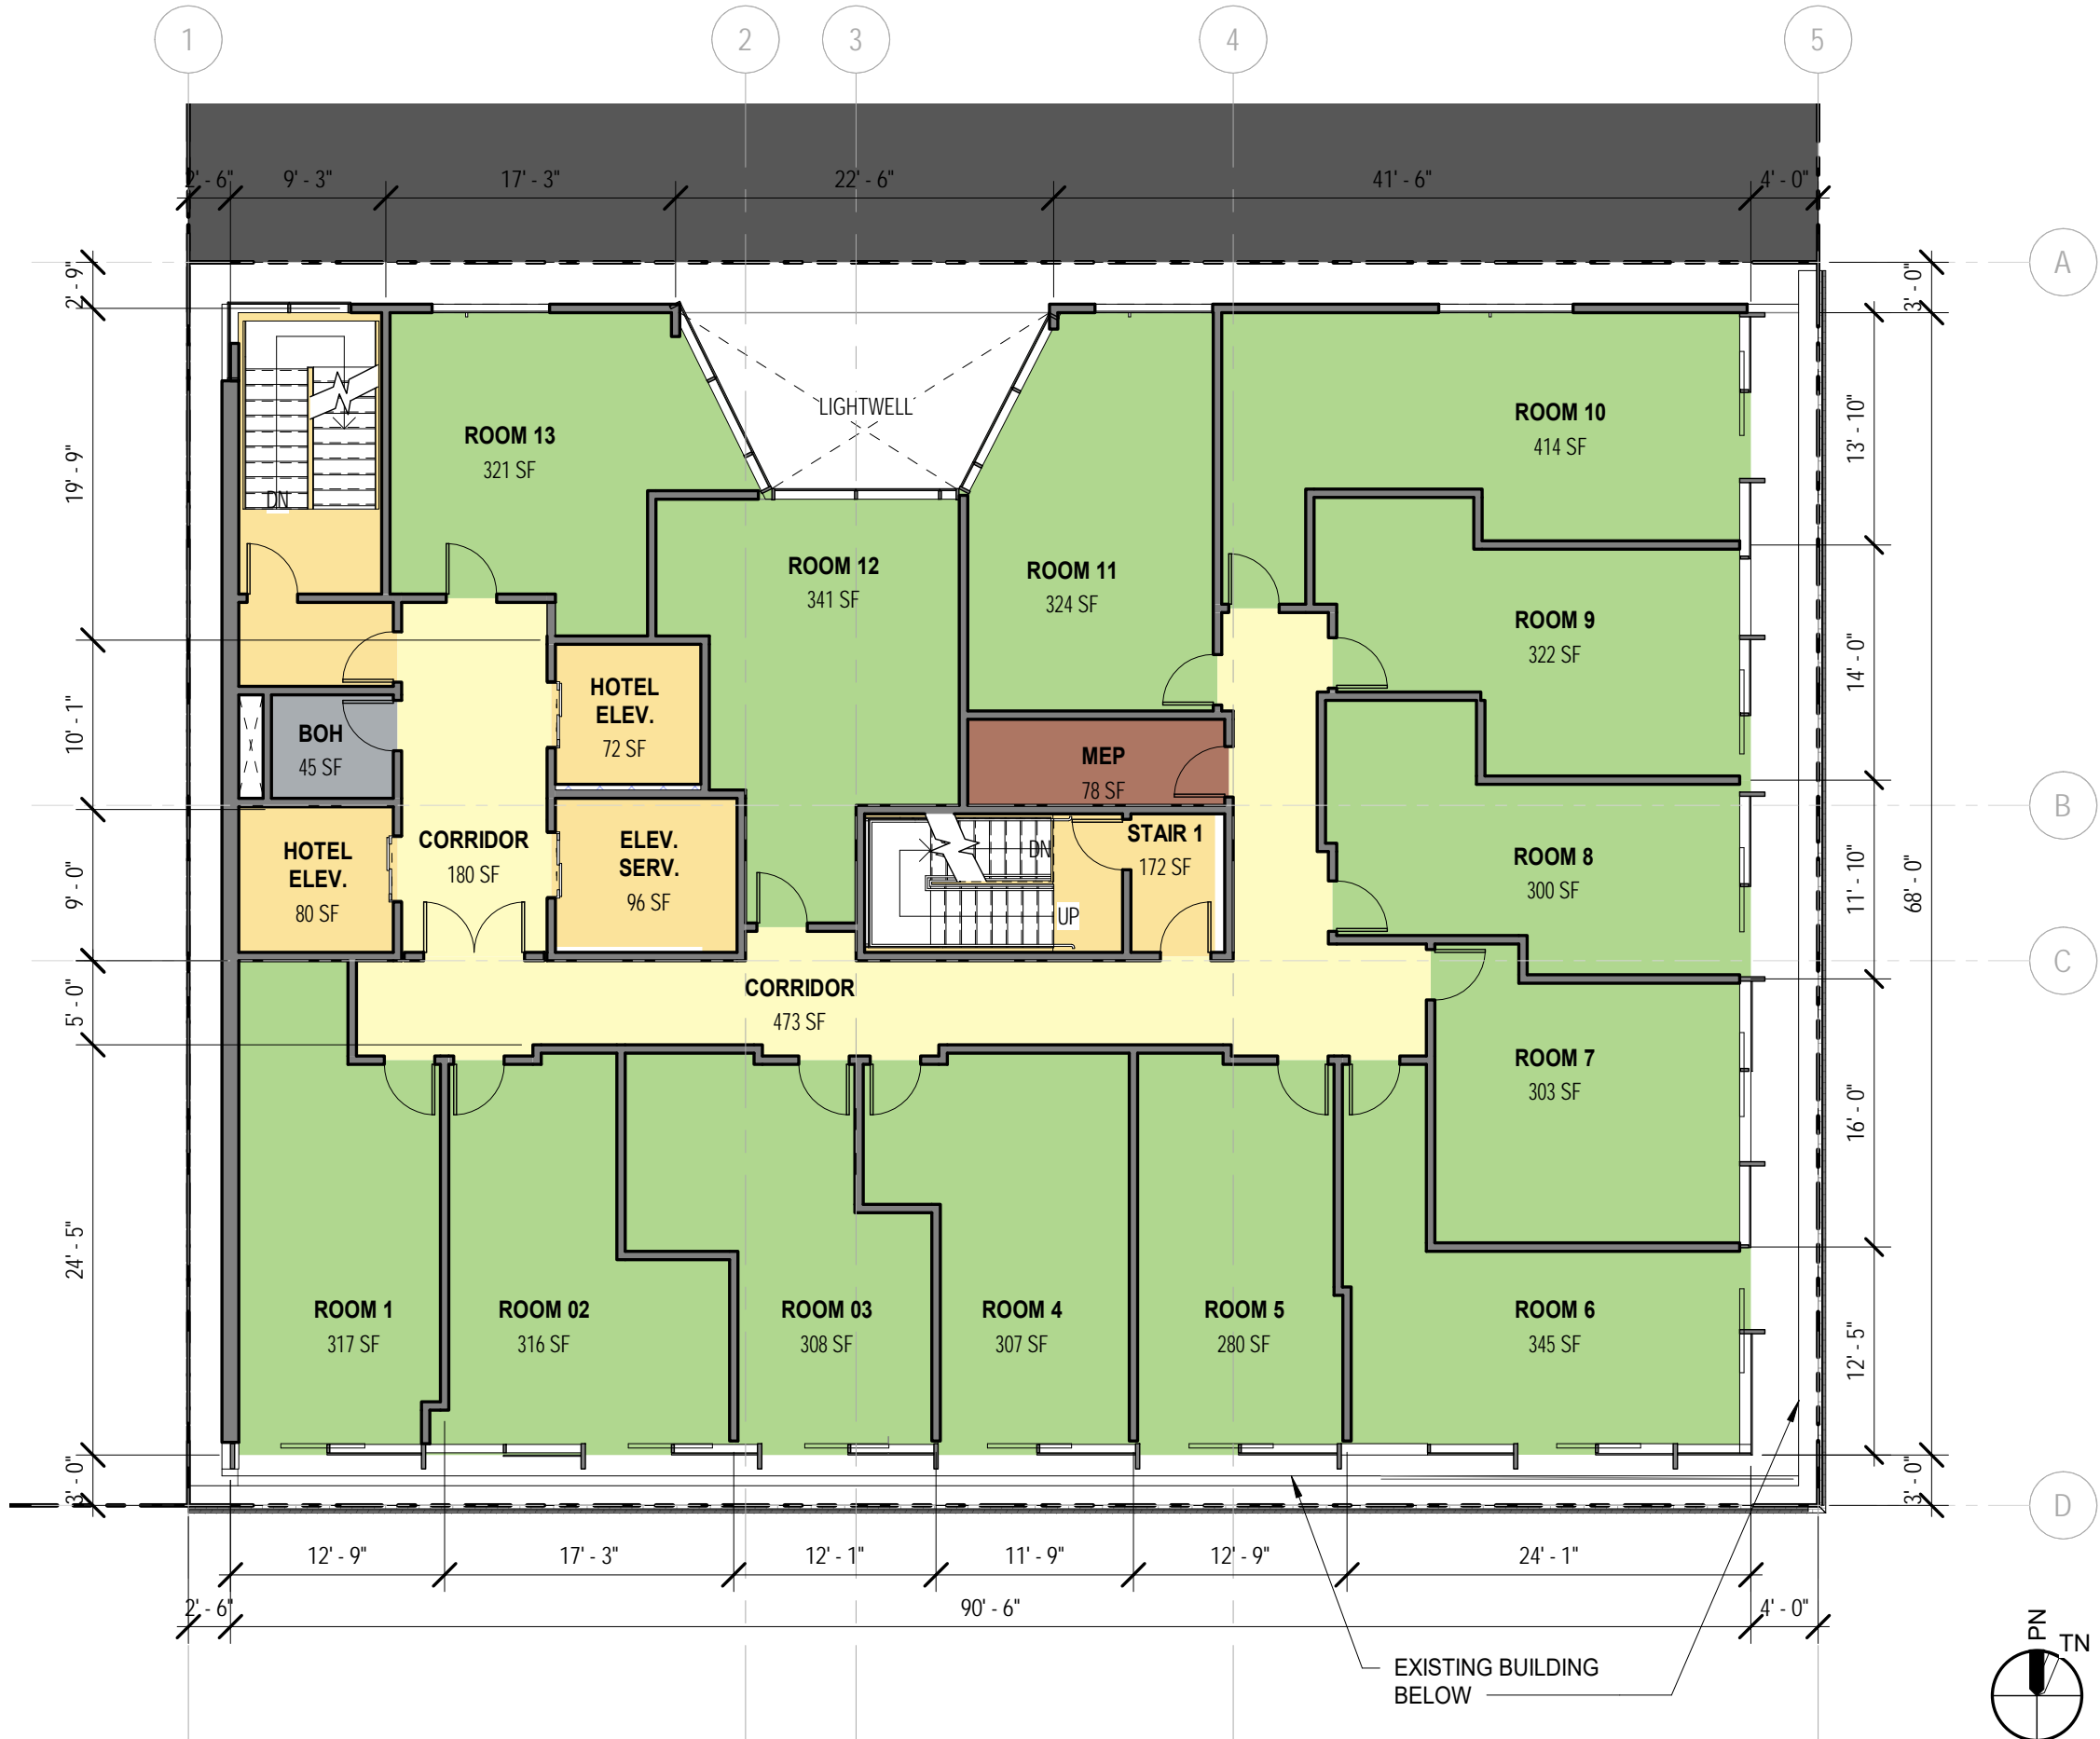 1
2
3
4
5
2' - 6"
9' - 3"
17' - 3"
22' - 6"
41' - 6"
4' - 0"
A
2' - 9"
3' - 0"
LIGHTWELL
ROOM 13
321 SF
ROOM 10
414 SF
13' - 10"
19' - 9"
DN
ROOM 12
341 SF
ROOM 11
324 SF
ROOM 9
322 SF
14' - 0"
HOTEL
ELEV.
72 SF
BOH
45 SF
10' - 1"
MEP
78 SF
B
CORRIDOR
180 SF
HOTEL
ELEV.
80 SF
ELEV.
SERV.
96 SF
DN
STAIR 1
172 SF
UP
ROOM 8
300 SF
9' - 0"
11' - 10"
68' - 0"
C
CORRIDOR
473 SF
5' - 0"
ROOM 7
303 SF
16' - 0"
24' - 5"
ROOM 1
317 SF
ROOM 02
316 SF
ROOM 03
308 SF
ROOM 4
307 SF
ROOM 5
280 SF
ROOM 6
345 SF
12' - 5"
3' - 0"
3' - 0"
D
12' - 9"
17' - 3"
12' - 1"
11' - 9"
12' - 9"
24' - 1"
2' - 6"
90' - 6"
4' - 0"
EXISTING BUILDING
BELOW
PN
TN